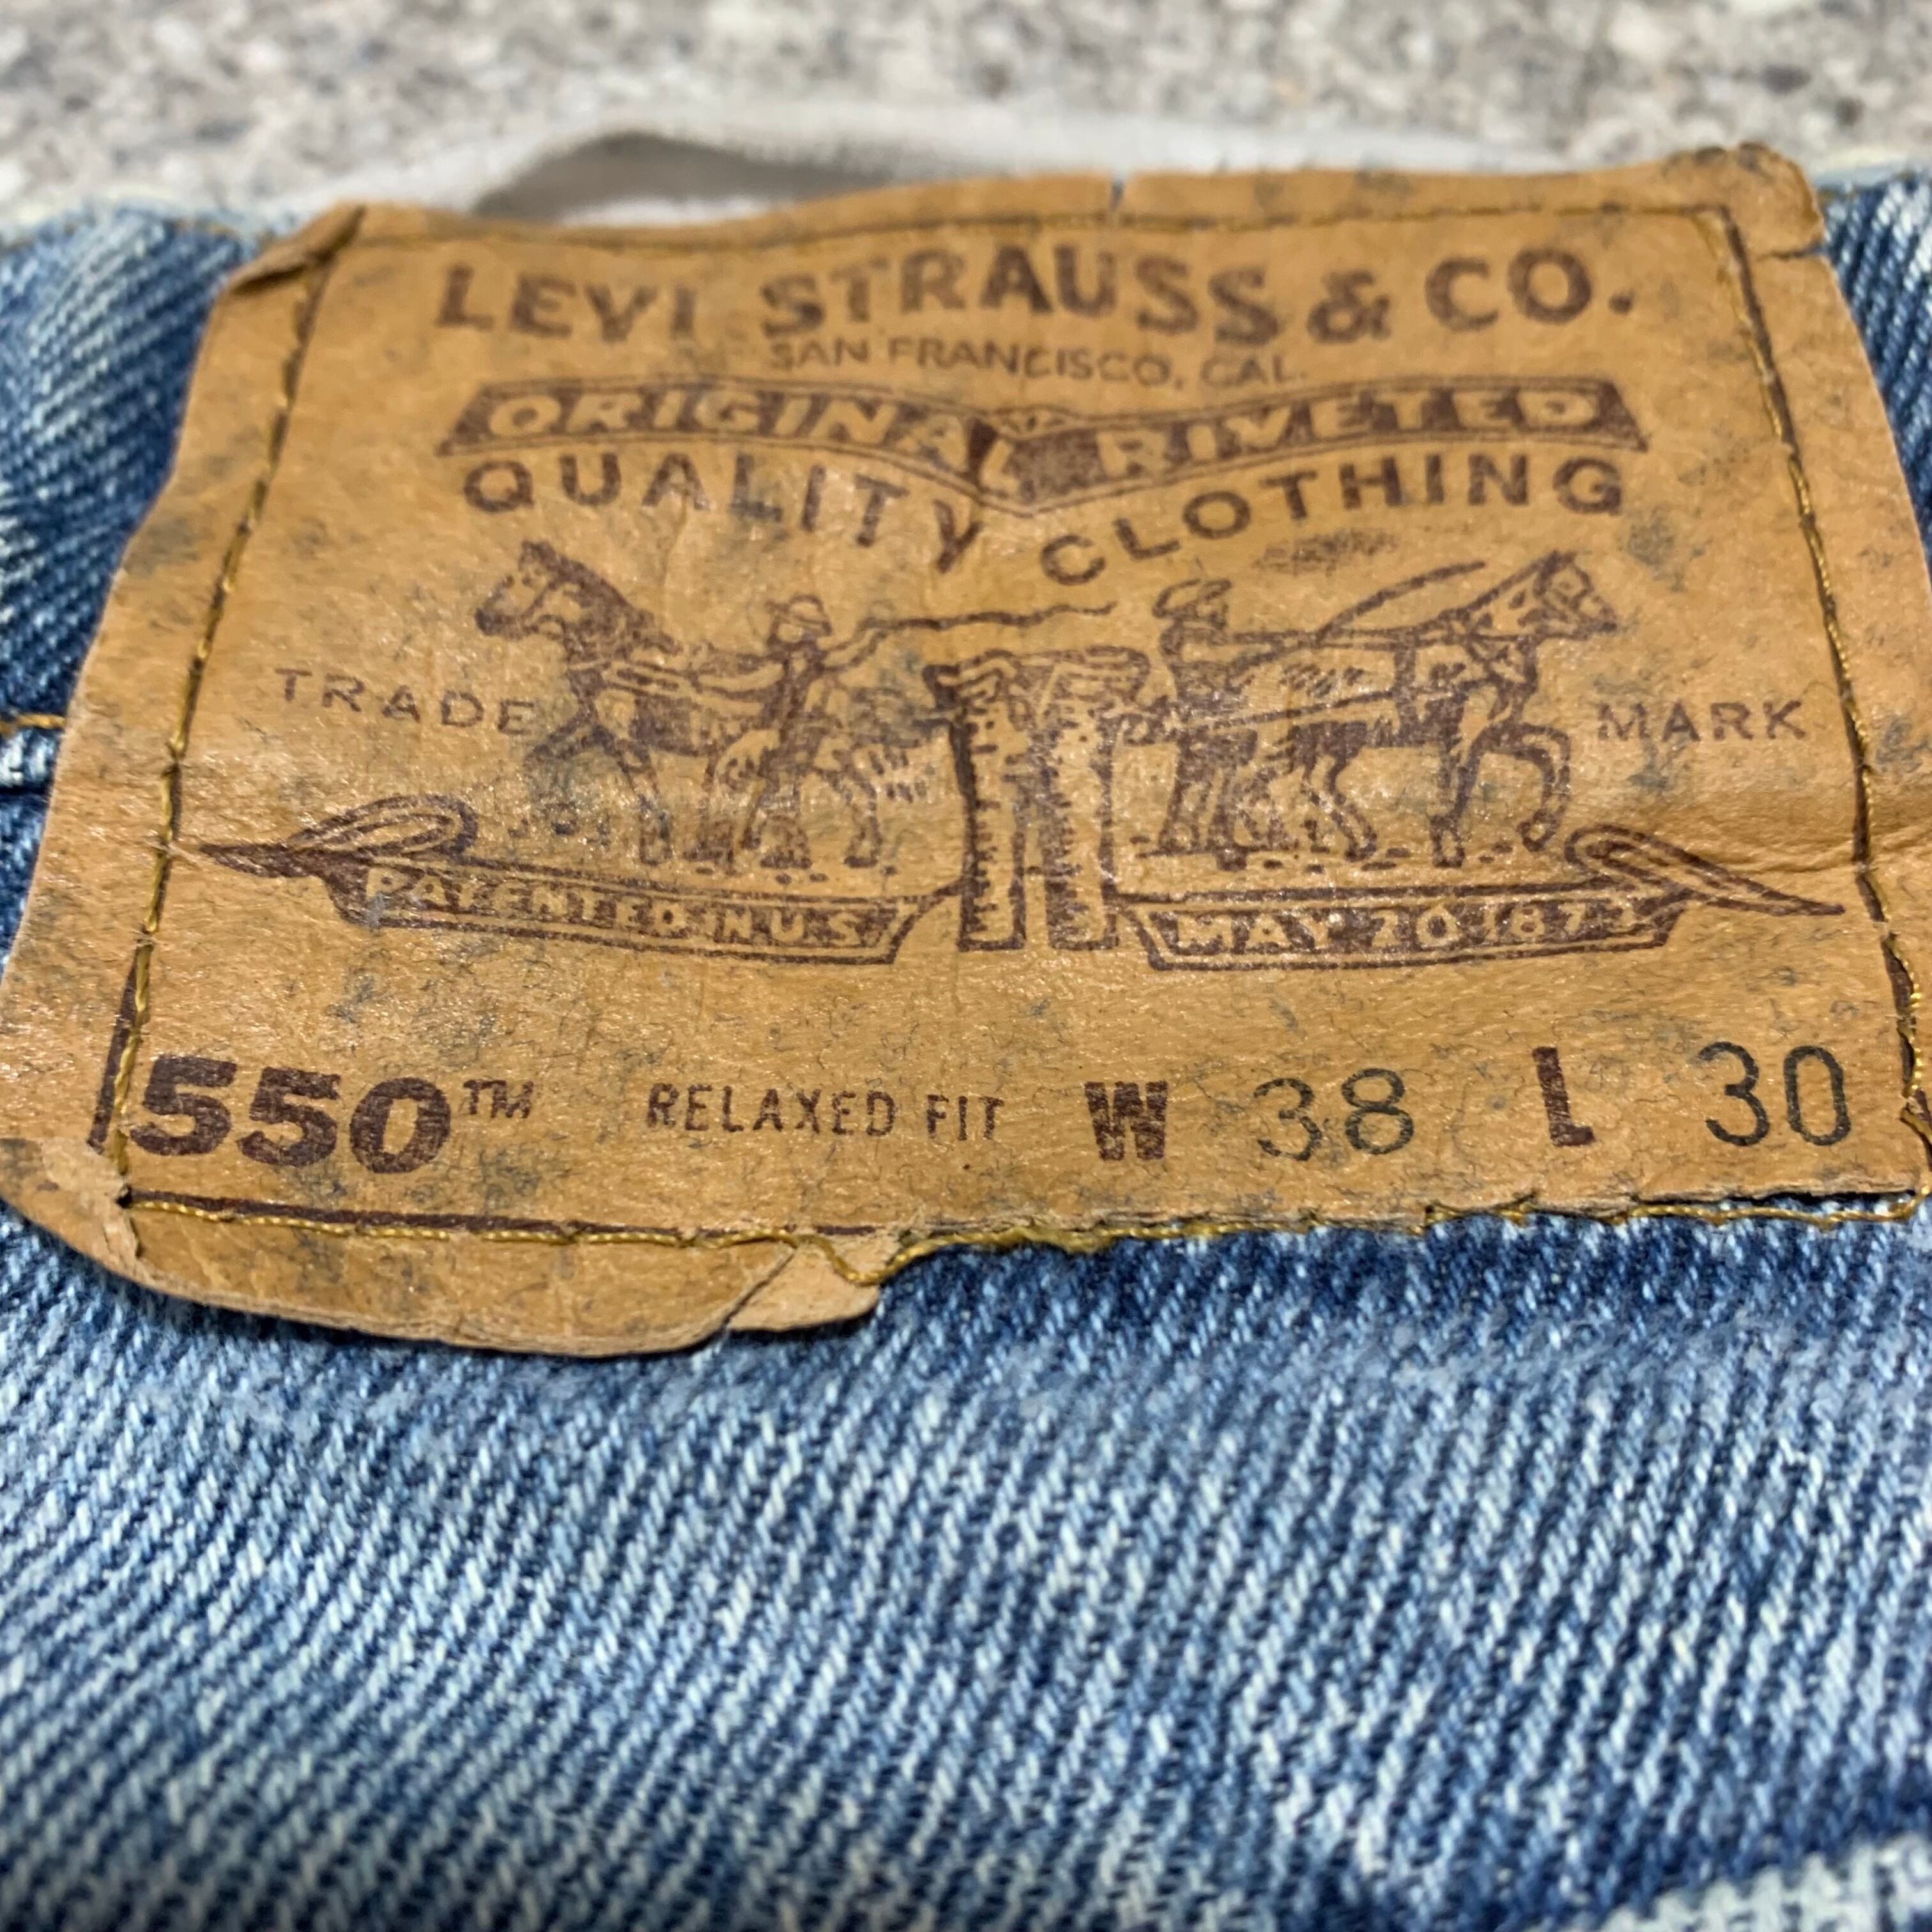 LEVI STRAUSS & CO.
SAN FRANCISCO, CAL.
ORIGINAL RIVETED
QUALITY CLOTHING
TRADE MARK
PATENTED IN U.S. MAY 20 1873
550™ RELAXED FIT W 38 L 30